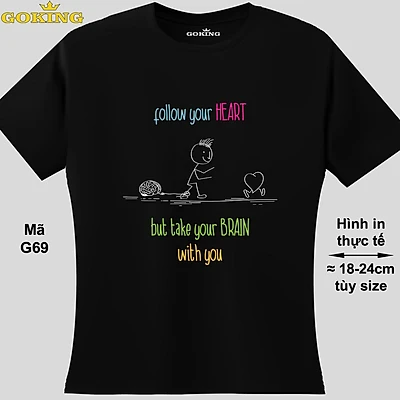 GOKING
GOKING
follow your HEART
but take your BRAIN
with you
Mã
G69
Hình in
thực tế
≈ 18-24cm
tùy size